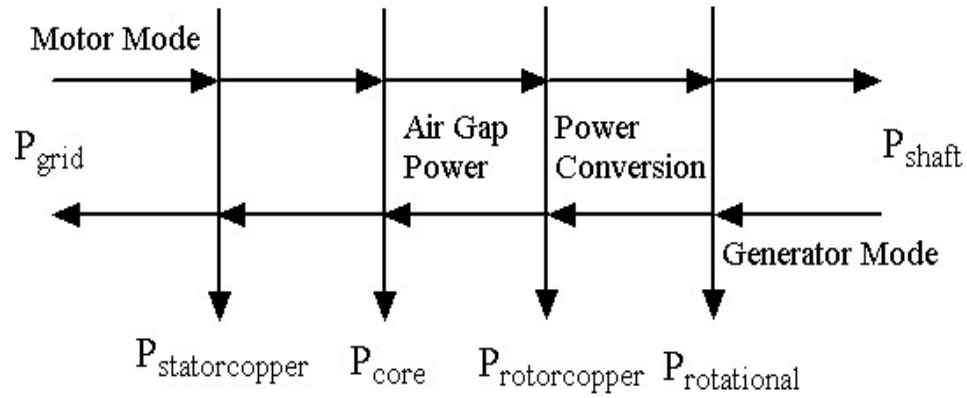 Motor Mode
Air Gap
Power
Power
Conversion
P_grid
P_shaft
Generator Mode
P_statorcopper
P_core
P_rotorcopper
P_rotational